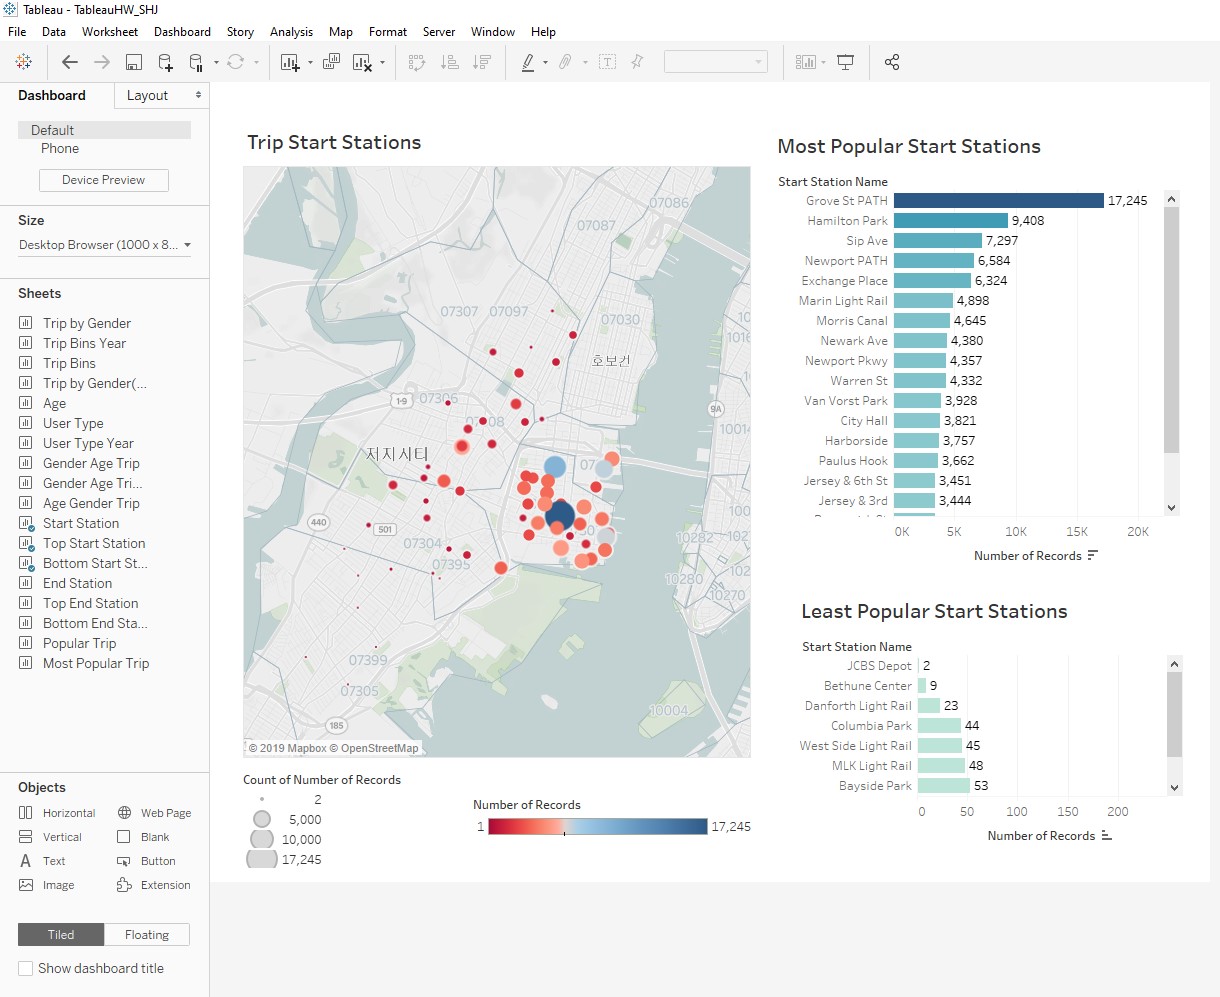 Tableau - TableauHW_SHJ
File Data Worksheet Dashboard Story Analysis Map Format Server Window Help
Dashboard Layout
Default
Phone
Device Preview
Size
Desktop Browser (1000 x 8...
Sheets
Trip by Gender
Trip Bins Year
Trip Bins
Trip by Gender(...
Age
User Type
User Type Year
Gender Age Trip
Gender Age Tri...
Age Gender Trip
Start Station
Top Start Station
Bottom Start St...
End Station
Top End Station
Bottom End Sta...
Popular Trip
Most Popular Trip
Objects
Horizontal Web Page
Vertical Blank
Text Button
Image Extension
Tiled Floating
Show dashboard title
Trip Start Stations
07086
07087
07307 07097
07030
호보컨
1-9 07306
9A
저지시티
440
501
07304
07395
10282
10280
10270
07399
07305
10004
185
© 2019 Mapbox © OpenStreetMap
Count of Number of Records
2
5,000
10,000
17,245
Number of Records
1 17,245
Most Popular Start Stations
Start Station Name
Grove St PATH 17,245
Hamilton Park 9,408
Sip Ave 7,297
Newport PATH 6,584
Exchange Place 6,324
Marin Light Rail 4,898
Morris Canal 4,645
Newark Ave 4,380
Newport Pkwy 4,357
Warren St 4,332
Van Vorst Park 3,928
City Hall 3,821
Harborside 3,757
Paulus Hook 3,662
Jersey & 6th St 3,451
Jersey & 3rd 3,444
0K 5K 10K 15K 20K
Number of Records
Least Popular Start Stations
Start Station Name
JCBS Depot 2
Bethune Center 9
Danforth Light Rail 23
Columbia Park 44
West Side Light Rail 45
MLK Light Rail 48
Bayside Park 53
0 50 100 150 200
Number of Records